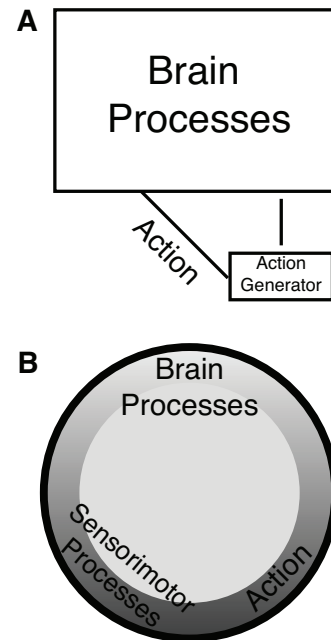 A
Brain
Processes
Action
Action
Generator
B
Brain
Processes
Sensorimotor
Processes
Action